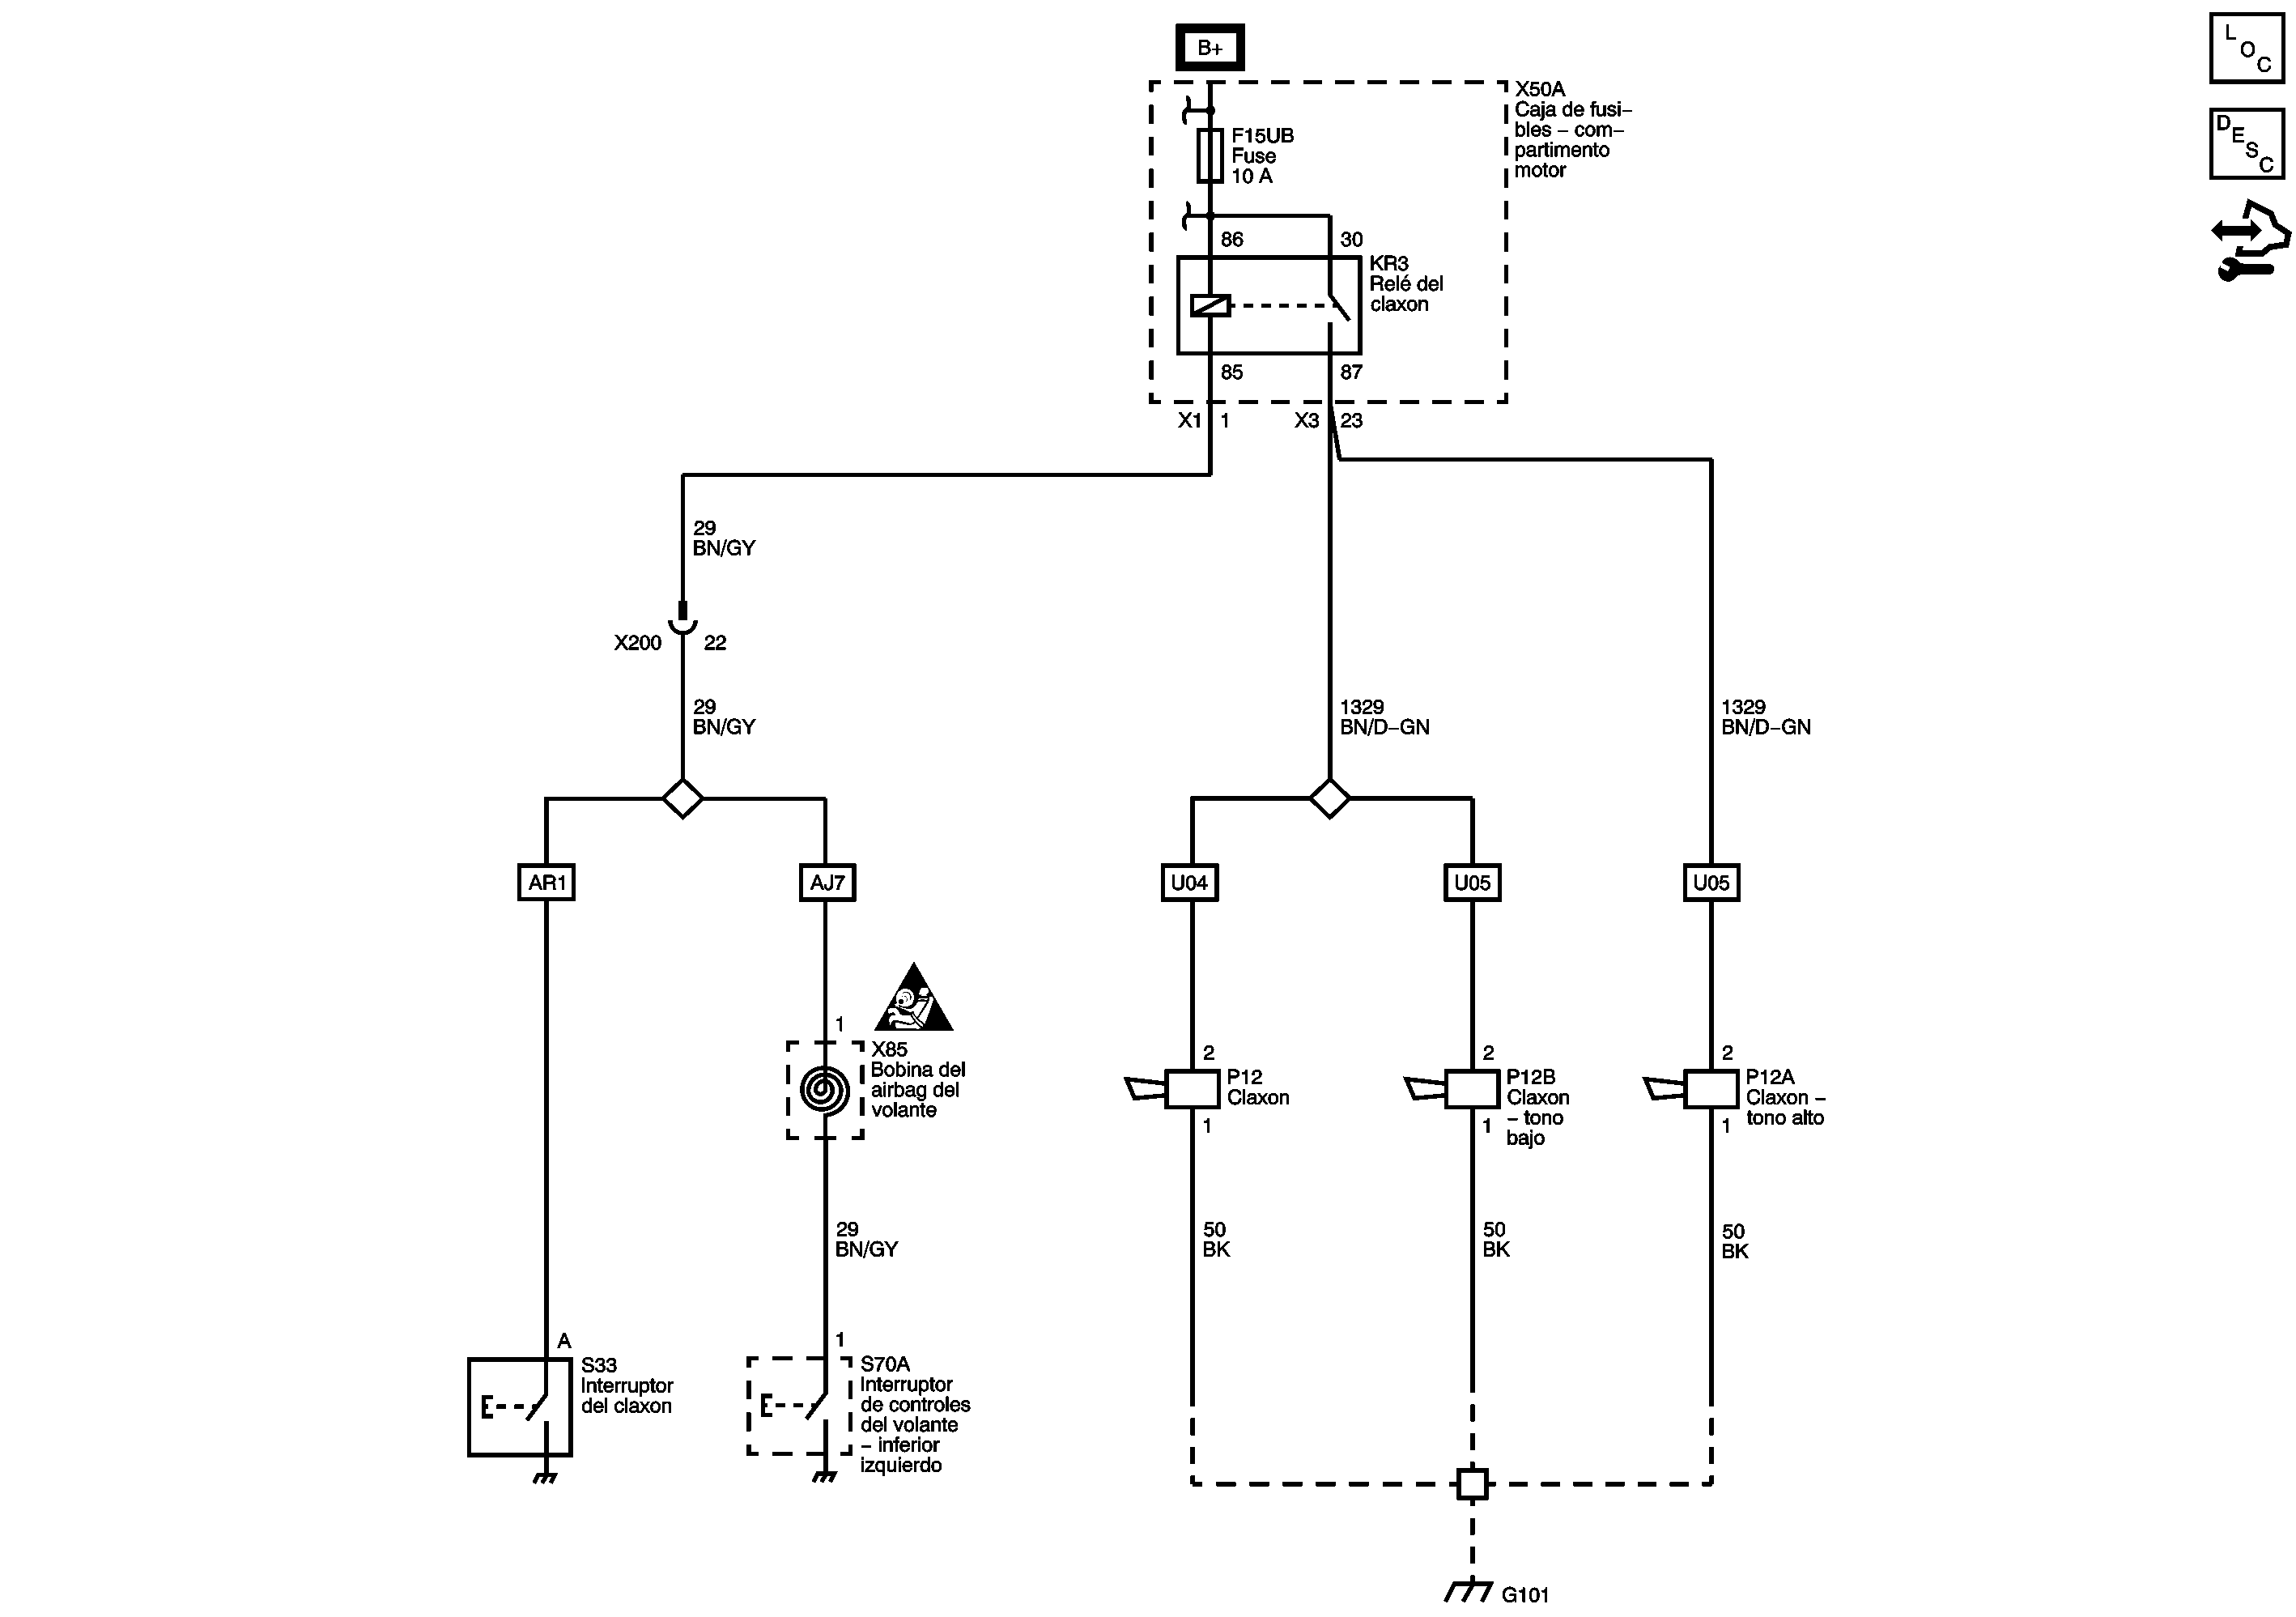 B+
L
O
C
X50A
Caja de fusi–
bles – com–
partimento
motor
D
E
S
C
F15UB
Fuse
10 A
86
30
KR3
Relé del
claxon
85
87
X1
1
X3
23
29
BN/GY
X200
22
29
BN/GY
1329
BN/D–GN
1329
BN/D–GN
AR1
AJ7
U04
U05
U05
1
X85
Bobina del
airbag del
volante
2
P12
Claxon
1
2
P12B
Claxon
– tono
bajo
1
2
P12A
Claxon –
tono alto
1
29
BN/GY
50
BK
50
BK
50
BK
A
S33
Interruptor
del claxon
1
S70A
Interruptor
de controles
del volante
– inferior
izquierdo
G101